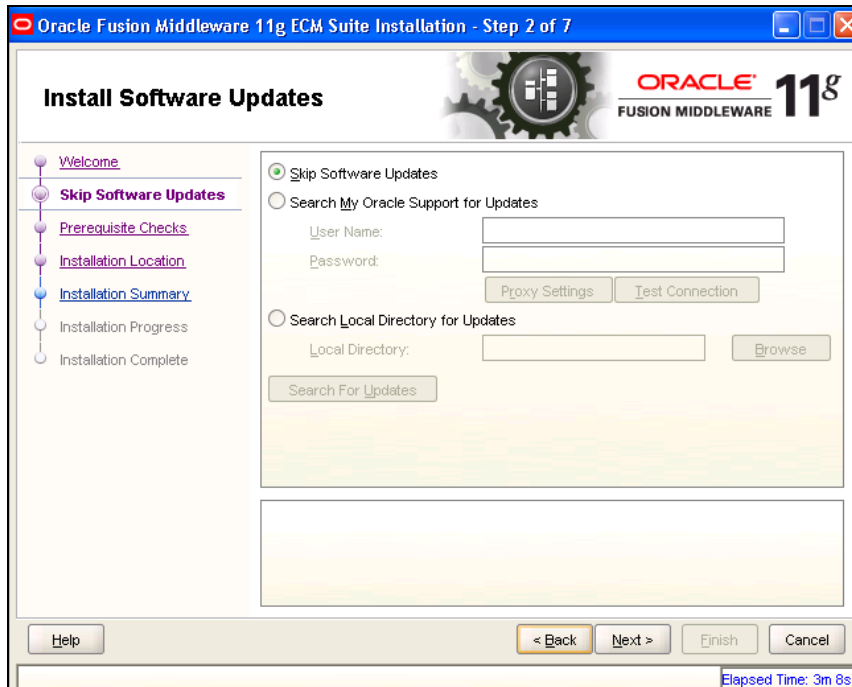 Oracle Fusion Middleware 11g ECM Suite Installation - Step 2 of 7
Install Software Updates
ORACLE
FUSION MIDDLEWARE 11g
Welcome
Skip Software Updates
Prerequisite Checks
Installation Location
Installation Summary
Installation Progress
Installation Complete
Skip Software Updates
Search My Oracle Support for Updates
User Name:
Password:
Proxy Settings Test Connection
Search Local Directory for Updates
Local Directory: Browse
Search For Updates
Help < Back Next > Finish Cancel
Elapsed Time: 3m 8s